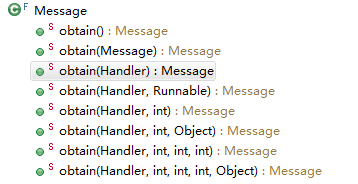 F Message
S obtain() : Message
S obtain(Message) : Message
S obtain(Handler) : Message
S obtain(Handler, Runnable) : Message
S obtain(Handler, int) : Message
S obtain(Handler, int, Object) : Message
S obtain(Handler, int, int, int) : Message
S obtain(Handler, int, int, int, Object) : Message